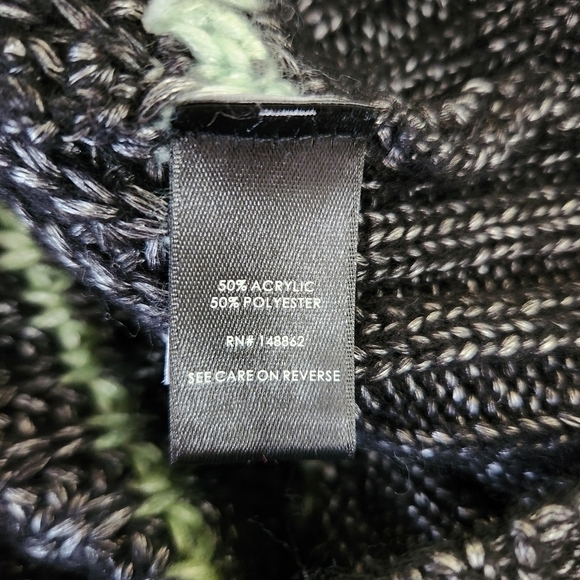 50% ACRYLIC
50% POLYESTER
RN# 148862
SEE CARE ON REVERSE